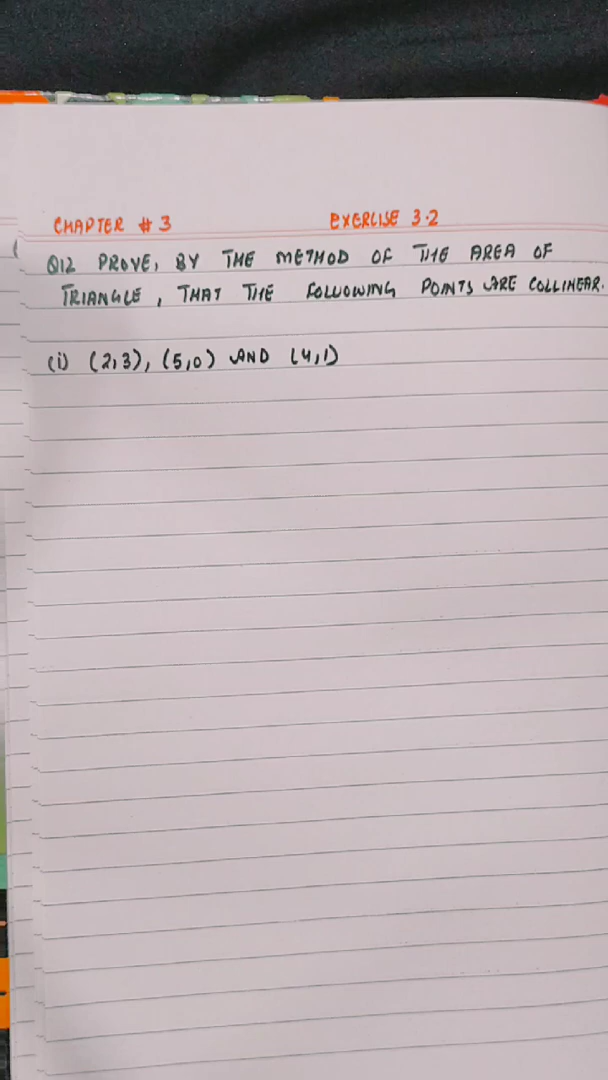 CHAPTER # 3 EXERCISE 3.2
Q12 PROVE, BY THE METHOD OF THE AREA OF
TRIANGLE, THAT THE FOLLOWING POINTS ARE COLLINEAR.
(i) (2,3), (5,0) AND (4,1)